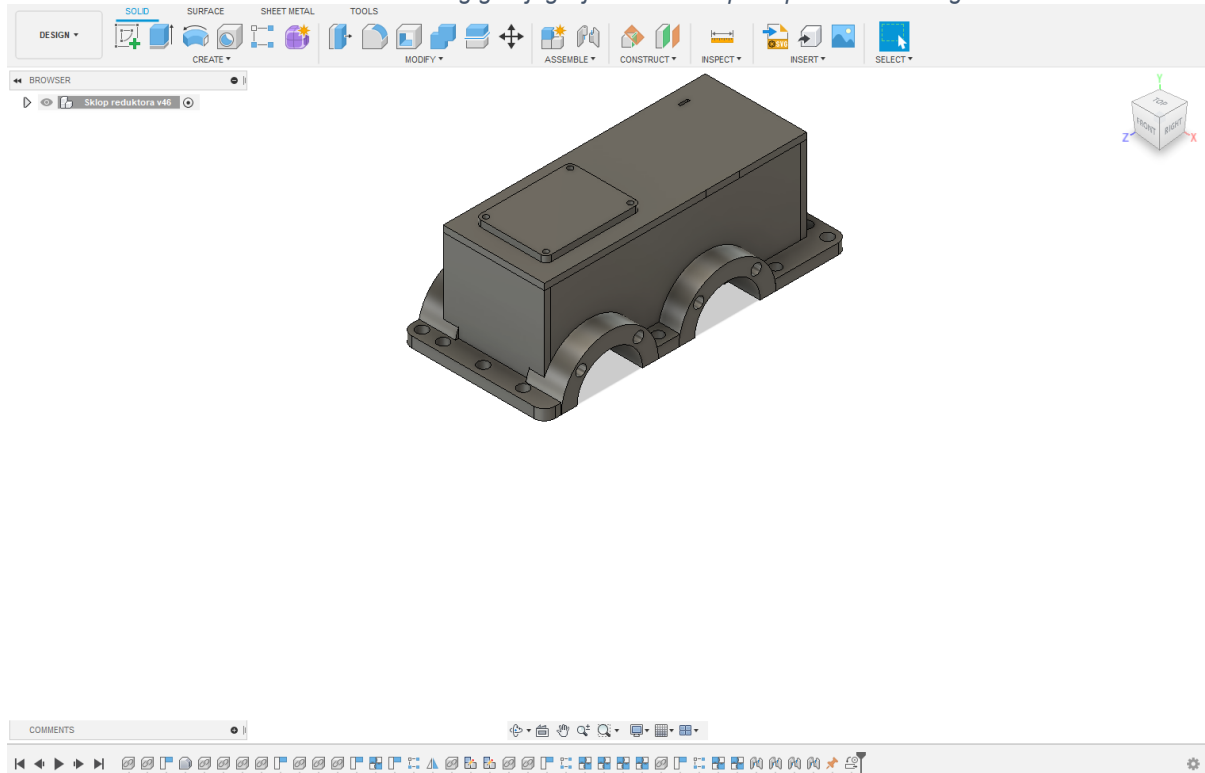 SOLID SURFACE SHEET METAL TOOLS
DESIGN ▾
CREATE ▾ MODIFY ▾ ASSEMBLE ▾ CONSTRUCT ▾ INSPECT ▾ INSERT ▾ SELECT ▾
BROWSER
Sklop reduktora v46
Y
TOP
FRONT RIGHT
Z X
COMMENTS